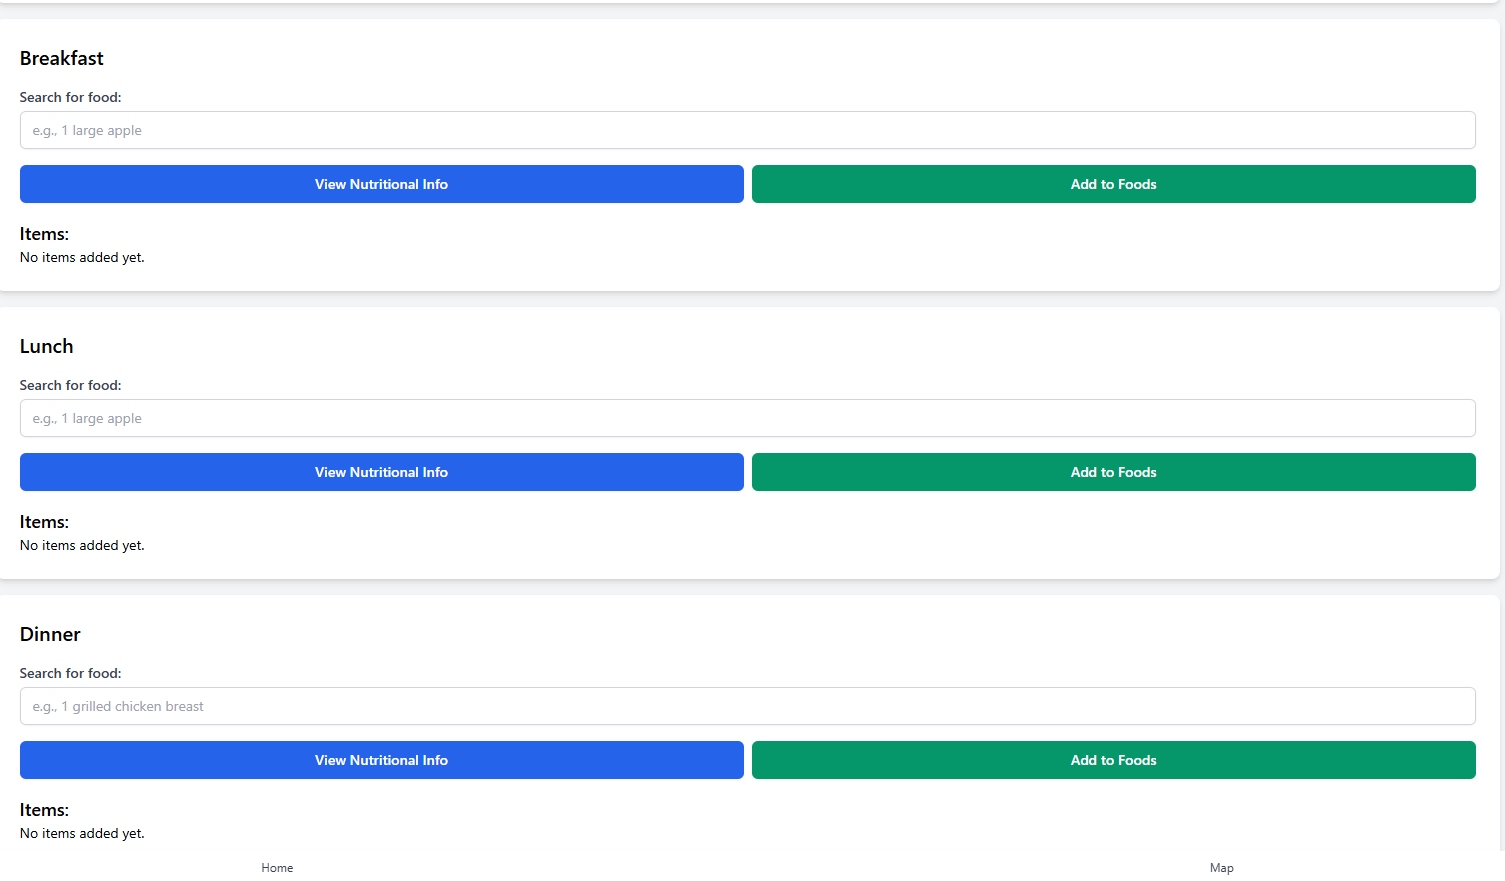 Breakfast
Search for food:
e.g., 1 large apple
View Nutritional Info
Add to Foods
Items:
No items added yet.
Lunch
Search for food:
e.g., 1 large apple
View Nutritional Info
Add to Foods
Items:
No items added yet.
Dinner
Search for food:
e.g., 1 grilled chicken breast
View Nutritional Info
Add to Foods
Items:
No items added yet.
Home
Map